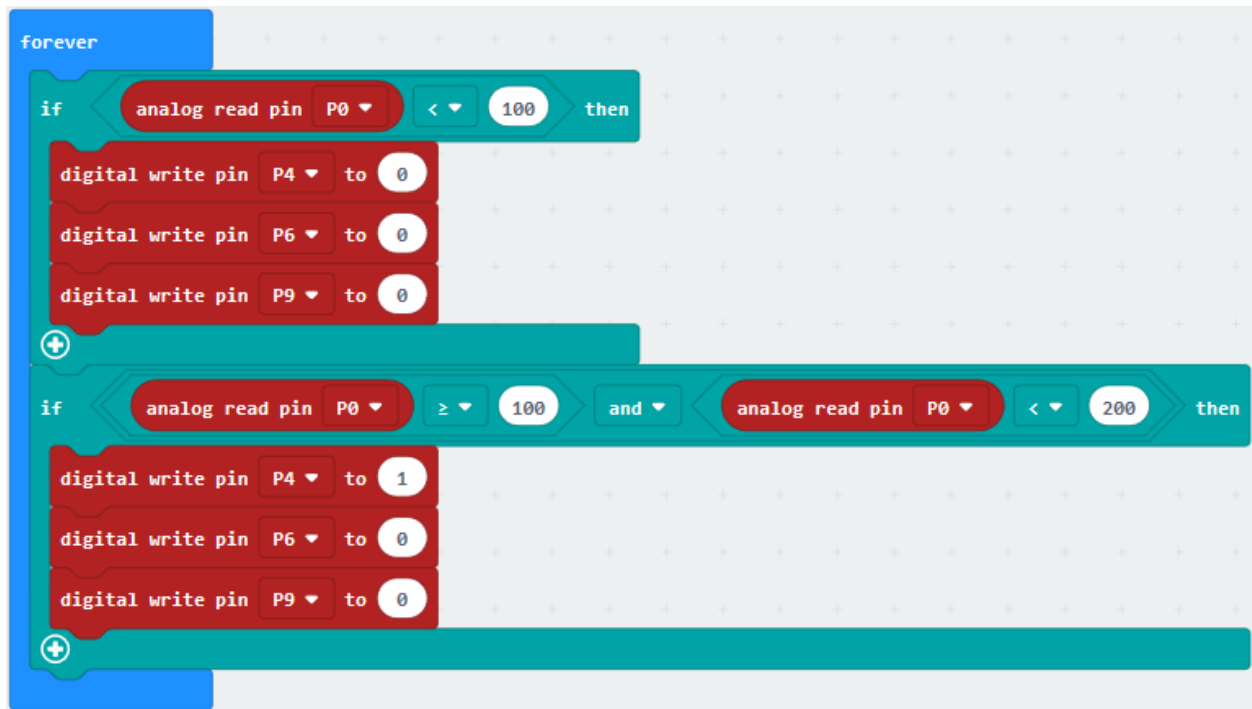 forever
if analog read pin P0 < 100 then
digital write pin P4 to 0
digital write pin P6 to 0
digital write pin P9 to 0
if analog read pin P0 ≥ 100 and analog read pin P0 < 200 then
digital write pin P4 to 1
digital write pin P6 to 0
digital write pin P9 to 0